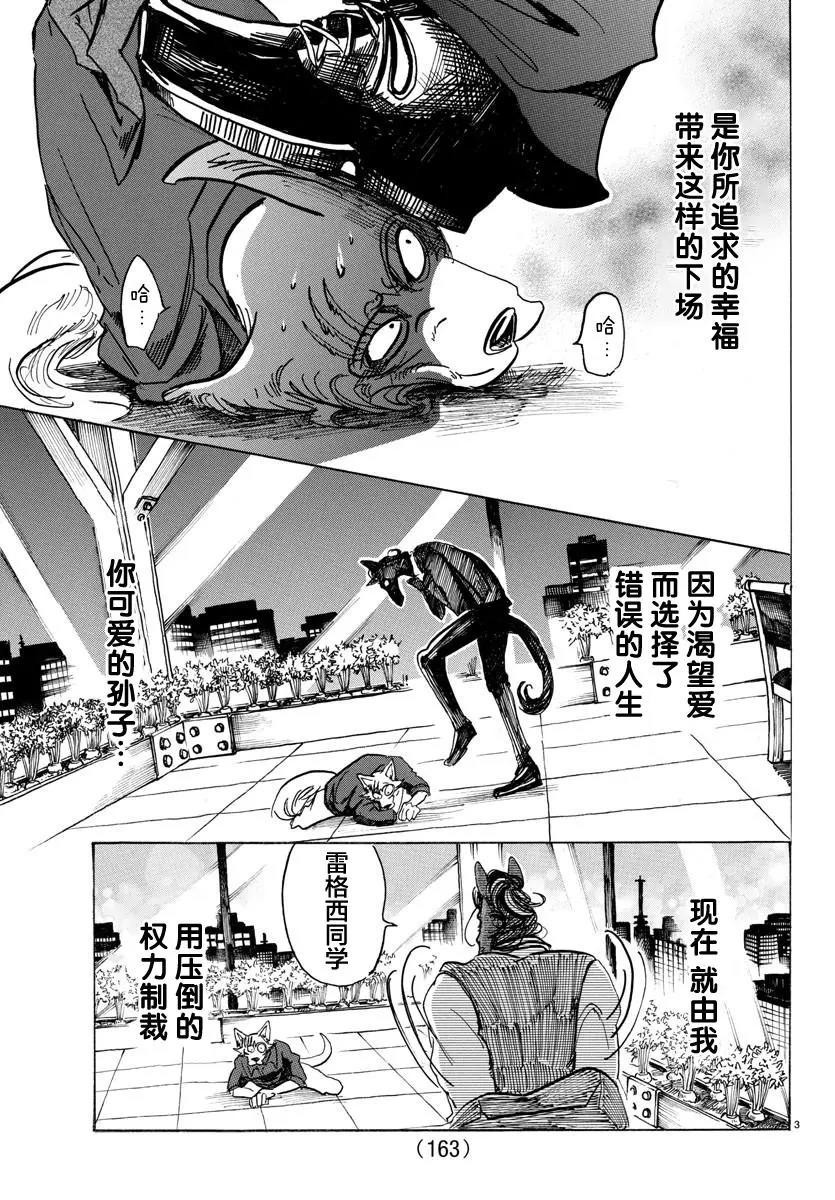 是你所追求的幸福
带来这样的下场
哈…
哈…
因为渴望爱
而选择了
错误的人生
你可爱的孙子…
现在 就由我
雷格西同学
用压倒的
权力制裁
3
(163)